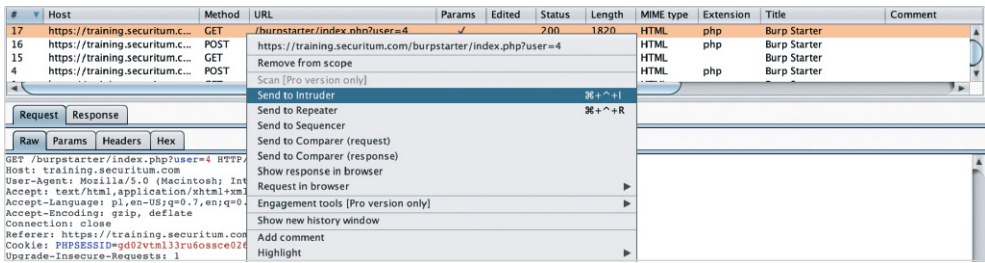 # Host Method URL Params Edited Status Length MIME type Extension Title Comment
17 https://training.securitum.c... GET /burpstarter/index.php?user=4 ✓ 200 1820 HTML php Burp Starter
16 https://training.securitum.c... POST HTML php Burp Starter
15 https://training.securitum.c... GET HTML Burp Starter
4 https://training.securitum.c... POST HTML php Burp Starter
https://training.securitum.com/burpstarter/index.php?user=4
Remove from scope
Scan [Pro version only]
Send to Intruder ⌘+^+I
Send to Repeater ⌘+^+R
Send to Sequencer
Send to Comparer (request)
Send to Comparer (response)
Show response in browser
Request in browser
Engagement tools [Pro version only]
Show new history window
Add comment
Highlight
Request Response
Raw Params Headers Hex
GET /burpstarter/index.php?user=4 HTTP/
Host: training.securitum.com
User-Agent: Mozilla/5.0 (Macintosh; Int
Accept: text/html,application/xhtml+xml
Accept-Language: pl,en-US;q=0.7,en;q=0.
Accept-Encoding: gzip, deflate
Connection: close
Referer: https://training.securitum.com
Cookie: PHPSESSID=gd02vtml33ru6ossce026
Upgrade-Insecure-Requests: 1